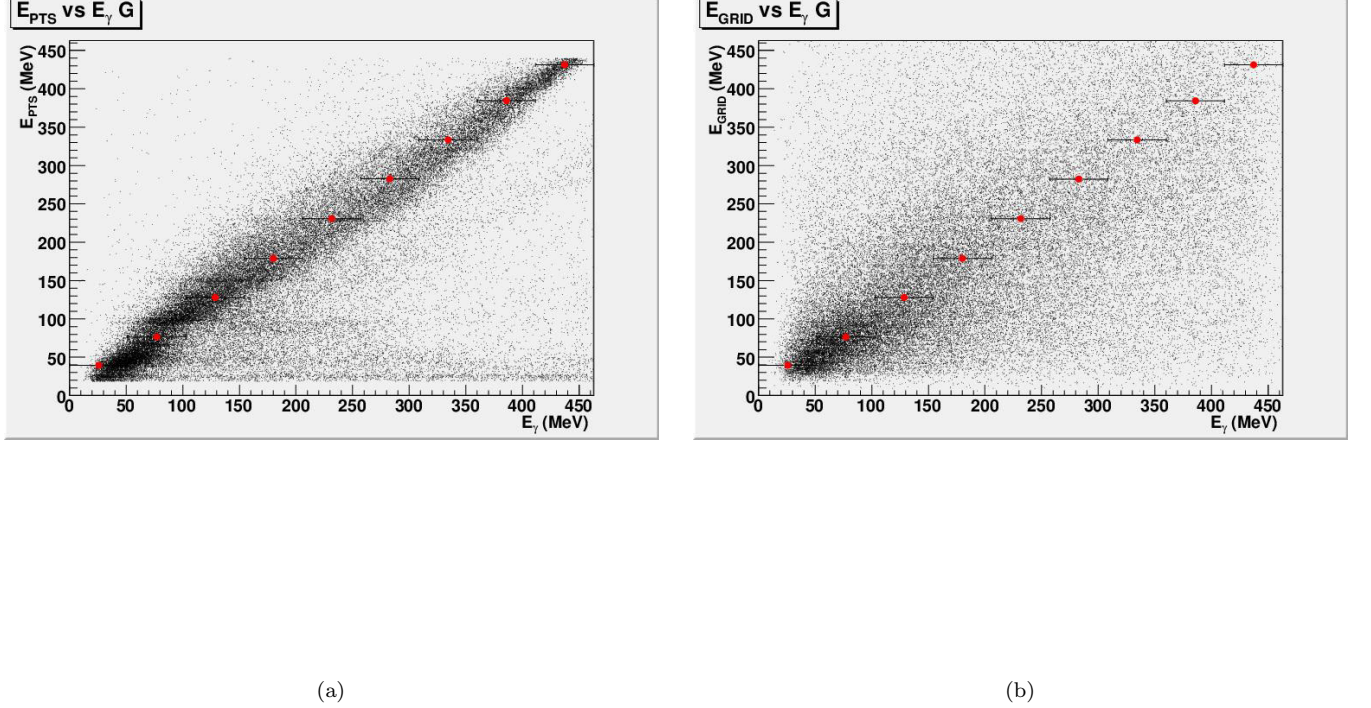 E_PTS vs E_γ G
E_PTS (MeV)
450
400
350
300
250
200
150
100
50
0
0 50 100 150 200 250 300 350 400 450
E_γ (MeV)
E_GRID vs E_γ G
E_GRID (MeV)
450
400
350
300
250
200
150
100
50
0
0 50 100 150 200 250 300 350 400 450
E_γ (MeV)
(a)
(b)